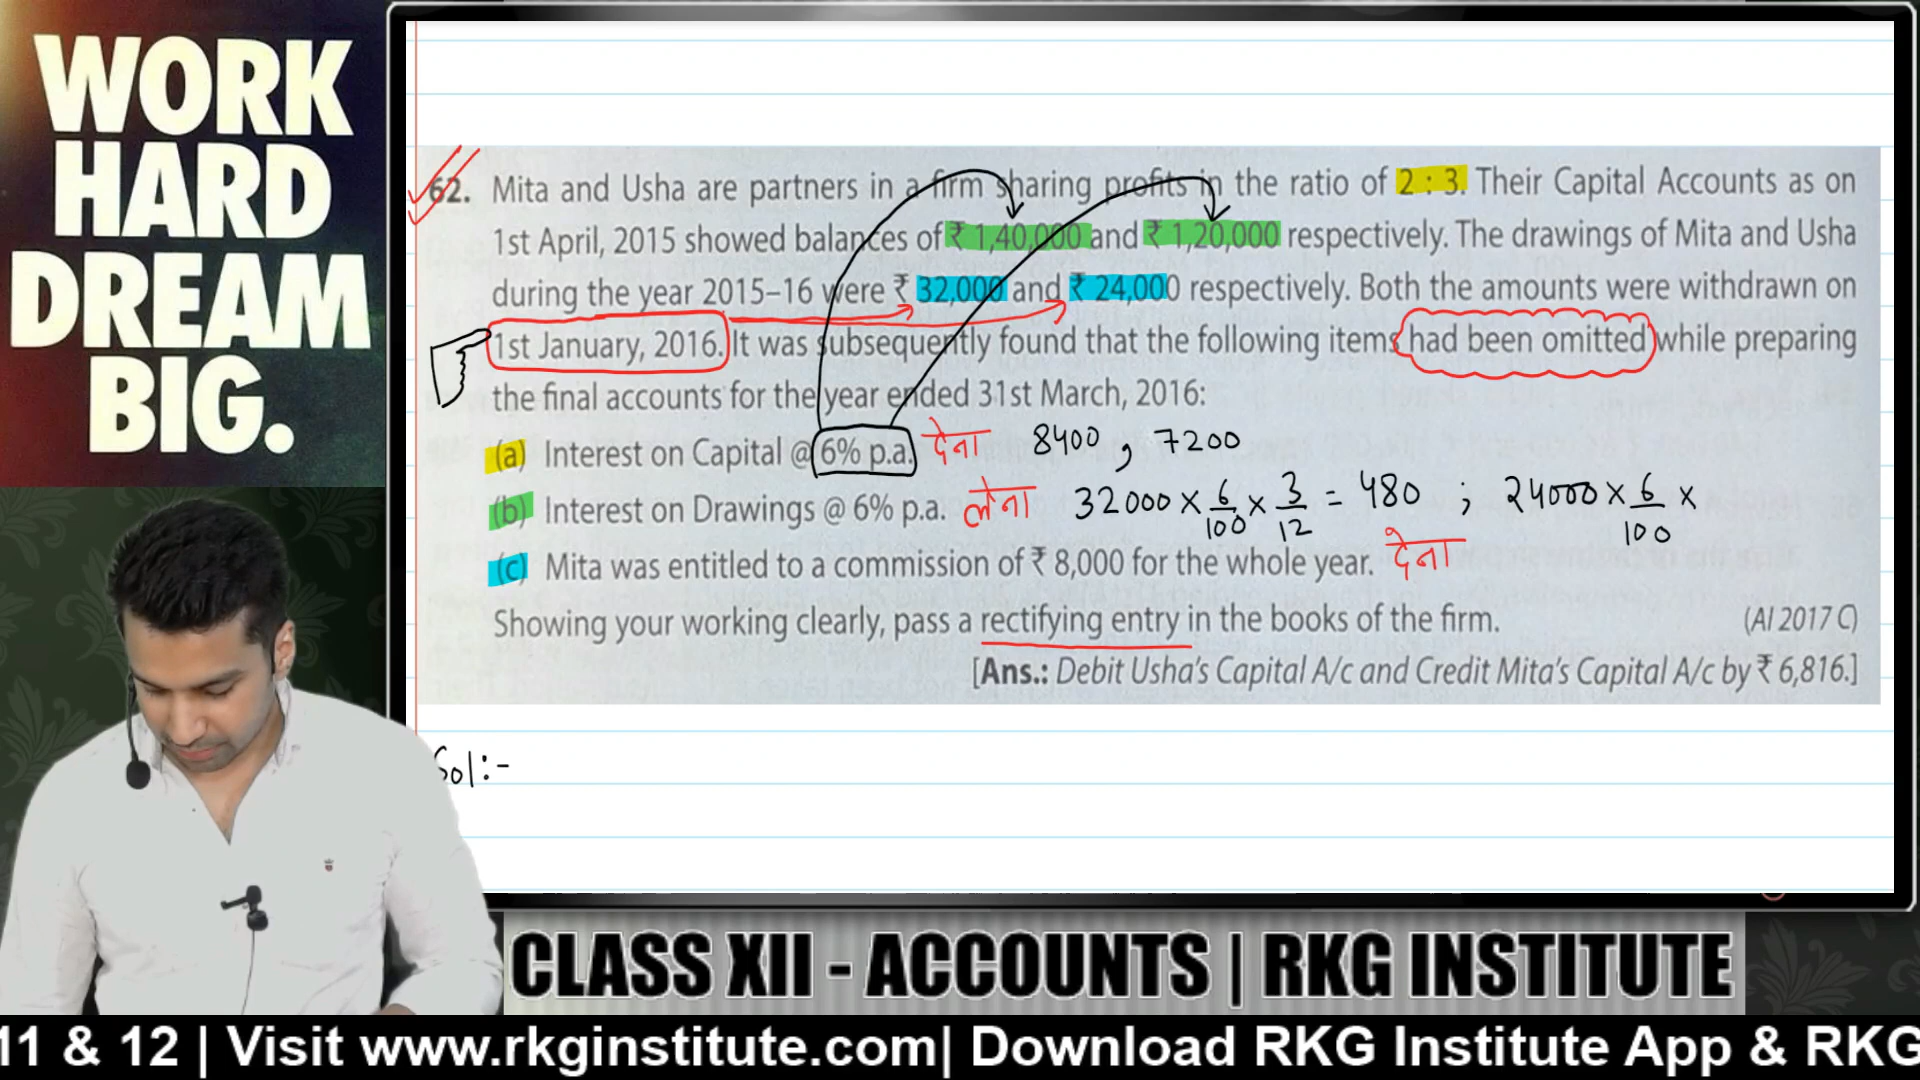 WORK
HARD
DREAM
BIG.
62. Mita and Usha are partners in a firm sharing profits in the ratio of 2 : 3. Their Capital Accounts as on
1st April, 2015 showed balances of ₹ 1,40,000 and ₹ 1,20,000 respectively. The drawings of Mita and Usha
during the year 2015–16 were ₹ 32,000 and ₹ 24,000 respectively. Both the amounts were withdrawn on
1st January, 2016. It was subsequently found that the following items had been omitted while preparing
the final accounts for the year ended 31st March, 2016:
(a) Interest on Capital @ 6% p.a. देना 8400 , 7200
(b) Interest on Drawings @ 6% p.a. लेना 32000 × 6/100 × 3/12 = 480 ; 24000 × 6/100 ×
(c) Mita was entitled to a commission of ₹ 8,000 for the whole year. देना
Showing your working clearly, pass a rectifying entry in the books of the firm. (AI 2017 C)
[Ans.: Debit Usha's Capital A/c and Credit Mita's Capital A/c by ₹ 6,816.]
Sol:-
CLASS XII - ACCOUNTS | RKG INSTITUTE
11 & 12 | Visit www.rkginstitute.com| Download RKG Institute App & RKG